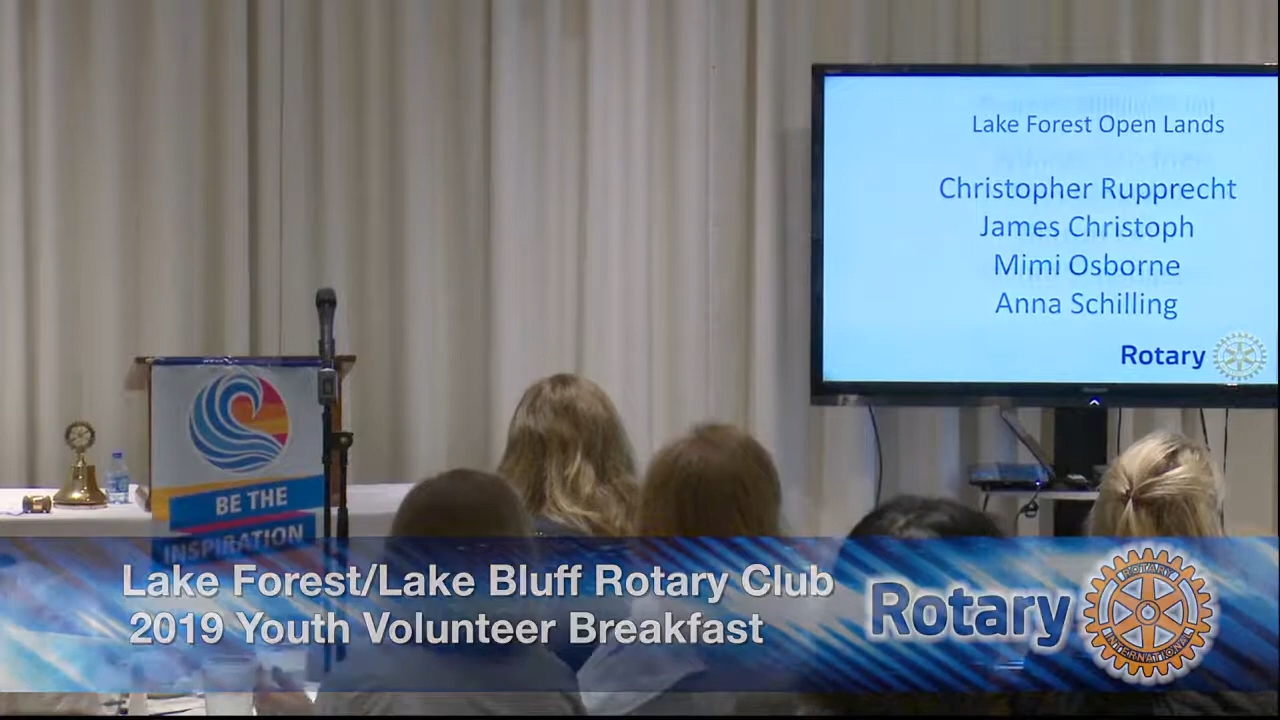 Lake Forest Open Lands
Christopher Rupprecht
James Christoph
Mimi Osborne
Anna Schilling
Rotary
BE THE
INSPIRATION
Lake Forest/Lake Bluff Rotary Club
2019 Youth Volunteer Breakfast
Rotary
ROTARY
INTERNATIONAL